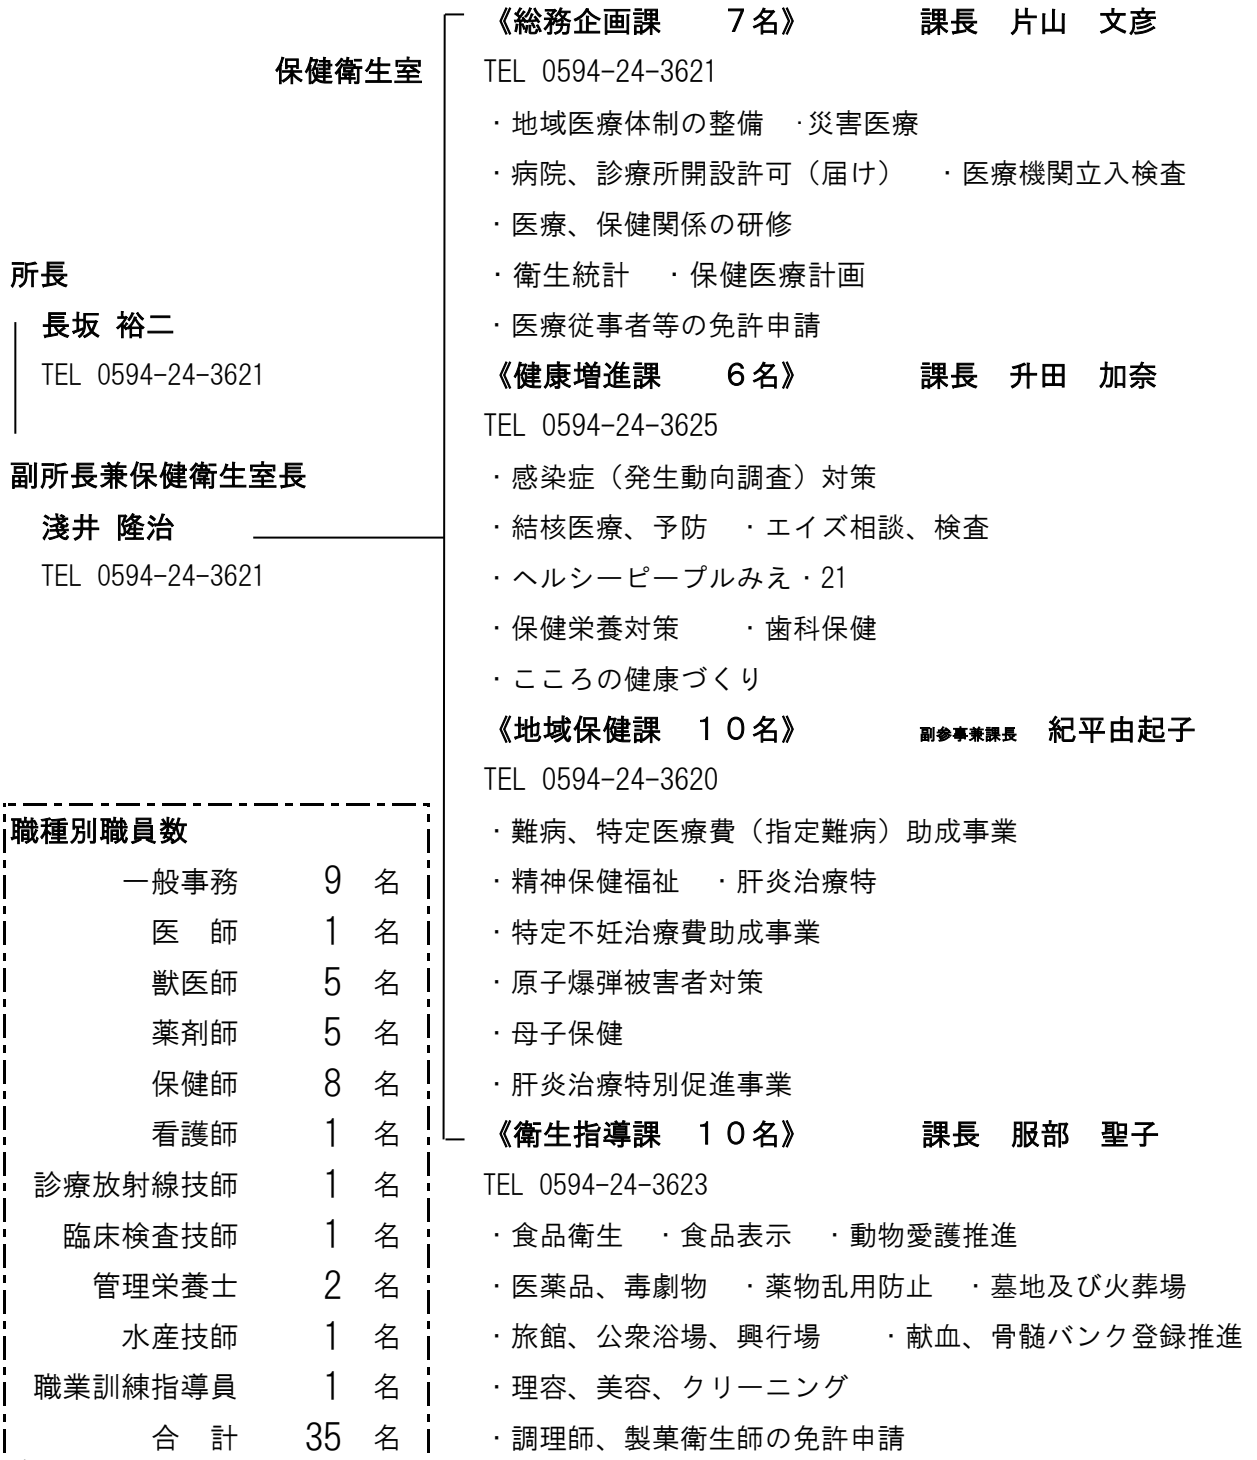 保健衛生室
所長
長坂 裕二
TEL 0594-24-3621
副所長兼保健衛生室長
淺井 隆治
TEL 0594-24-3621
《総務企画課　７名》　課長　片山　文彦
TEL 0594-24-3621
・地域医療体制の整備　・災害医療
・病院、診療所開設許可（届け）　・医療機関立入検査
・医療、保健関係の研修
・衛生統計　・保健医療計画
・医療従事者等の免許申請
《健康増進課　６名》　課長　升田　加奈
TEL 0594-24-3625
・感染症（発生動向調査）対策
・結核医療、予防　・エイズ相談、検査
・ヘルシーピープルみえ・21
・保健栄養対策　・歯科保健
・こころの健康づくり
《地域保健課　１０名》　副参事兼課長　紀平由起子
TEL 0594-24-3620
・難病、特定医療費（指定難病）助成事業
・精神保健福祉　・肝炎治療特
・特定不妊治療費助成事業
・原子爆弾被害者対策
・母子保健
・肝炎治療特別促進事業
《衛生指導課　１０名》　課長　服部　聖子
TEL 0594-24-3623
・食品衛生　・食品表示　・動物愛護推進
・医薬品、毒劇物　・薬物乱用防止　・墓地及び火葬場
・旅館、公衆浴場、興行場　・献血、骨髄バンク登録推進
・理容、美容、クリーニング
・調理師、製菓衛生師の免許申請
職種別職員数
一般事務　9　名
医　師　1　名
獣医師　5　名
薬剤師　5　名
保健師　8　名
看護師　1　名
診療放射線技師　1　名
臨床検査技師　1　名
管理栄養士　2　名
水産技師　1　名
職業訓練指導員　1　名
合　計　35　名